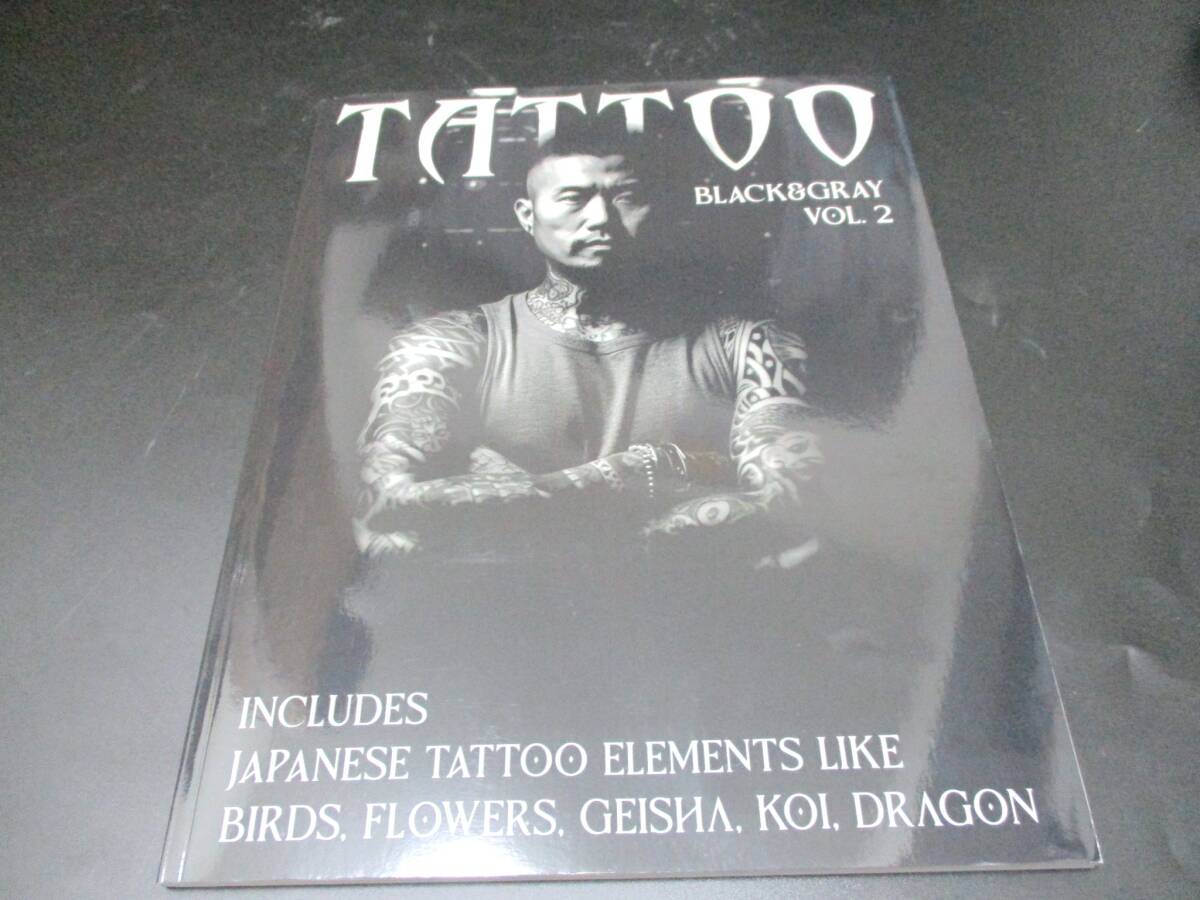 TATTOO
BLACK&GRAY
VOL. 2
INCLUDES
JAPANESE TATTOO ELEMENTS LIKE
BIRDS, FLOWERS, GEISHA, KOI, DRAGON